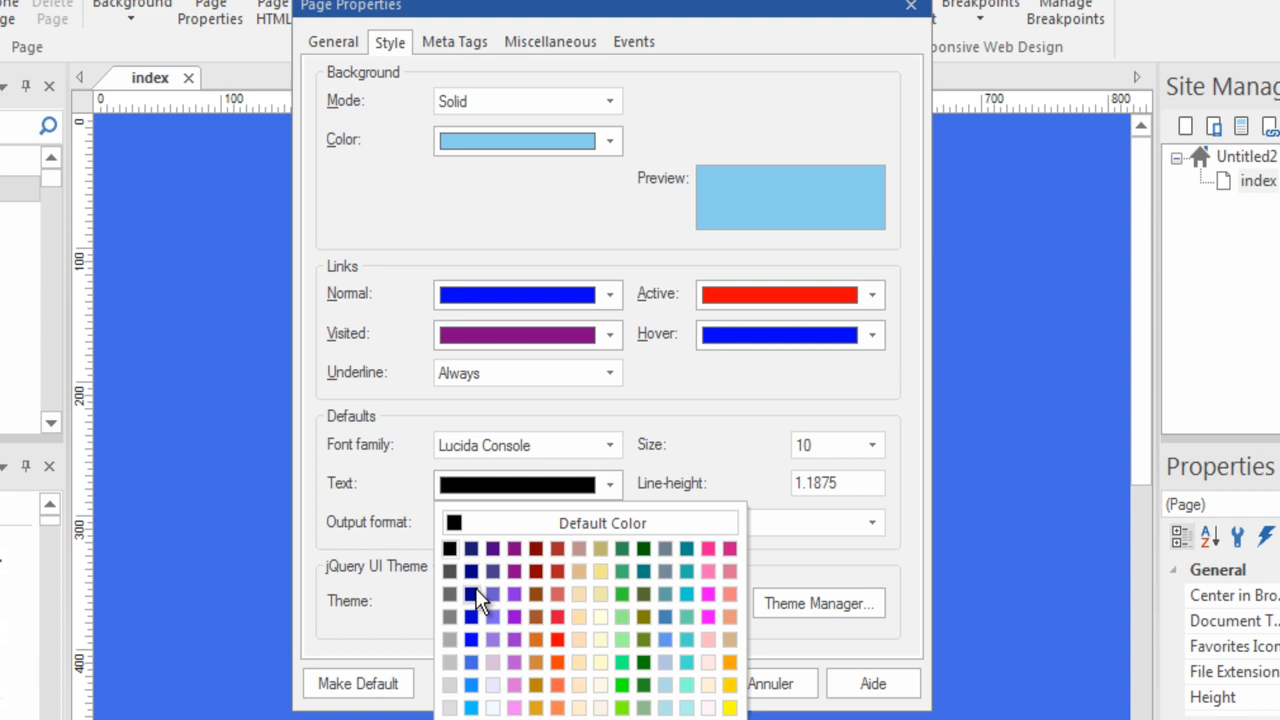 Delete
Page
Background
Page
Properties
Page
HTML
Page
Page Properties
Breakpoints
Manage
Breakpoints
Responsive Web Design
General
Style
Meta Tags
Miscellaneous
Events
index
0
100
700
800
0
100
200
300
400
Background
Mode:
Solid
Color:
Preview:
Links
Normal:
Active:
Visited:
Hover:
Underline:
Always
Defaults
Font family:
Lucida Console
Size:
10
Text:
Line-height:
1.1875
Output format:
Default Color
jQuery UI Theme
Theme:
Theme Manager...
Make Default
Annuler
Aide
Site Manag
Untitled2
index
Properties
(Page)
General
Center in Bro...
Document T...
Favorites Icon
File Extension
Height